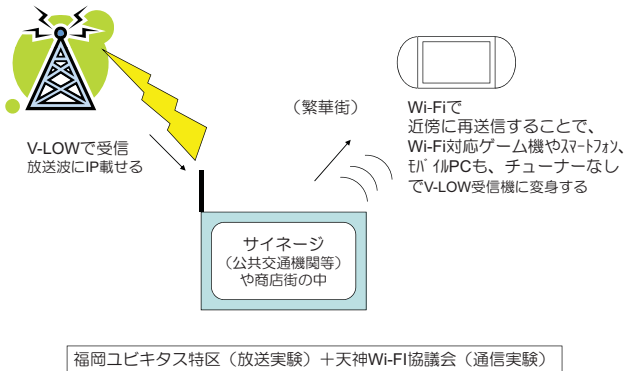 V-LOWで受信
放送波にIP載せる
（繁華街）
Wi-Fiで
近傍に再送信することで、
Wi-Fi対応ゲーム機やｽﾏｰﾄﾌｫﾝ、
ﾓﾊﾞｲﾙPCも、チューナーなし
でV-LOW受信機に変身する
サイネージ
（公共交通機関等）
や商店街の中
福岡ユビキタス特区（放送実験）＋天神Wi-FI協議会（通信実験）